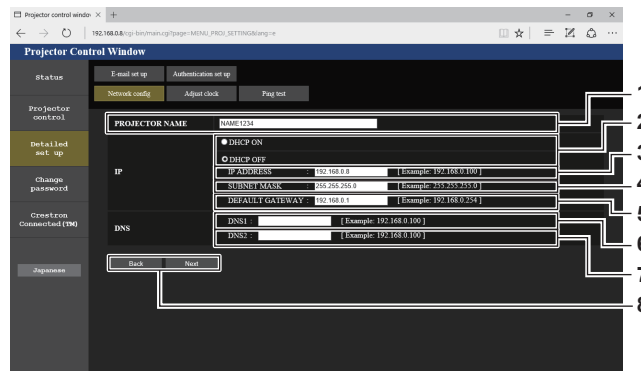 Projector control window
192.168.0.8/cgi-bin/main.cgi?page=MENU_PROJ_SETTING&lang=e
Projector Control Window
Status
E-mail set up
Authentication set up
Network config
Adjust clock
Ping test
Projector
control
Detailed
set up
Change
password
Crestron
Connected(TM)
Japanese
PROJECTOR NAME
NAME1234
IP
DHCP ON
DHCP OFF
IP ADDRESS : 192.168.0.8 [ Example: 192.168.0.100 ]
SUBNET MASK : 255.255.255.0 [ Example: 255.255.255.0 ]
DEFAULT GATEWAY : 192.168.0.1 [ Example: 192.168.0.254 ]
DNS
DNS1 : [ Example: 192.168.0.100 ]
DNS2 : [ Example: 192.168.0.100 ]
Back
Next
1
2
3
4
5
6
7
8